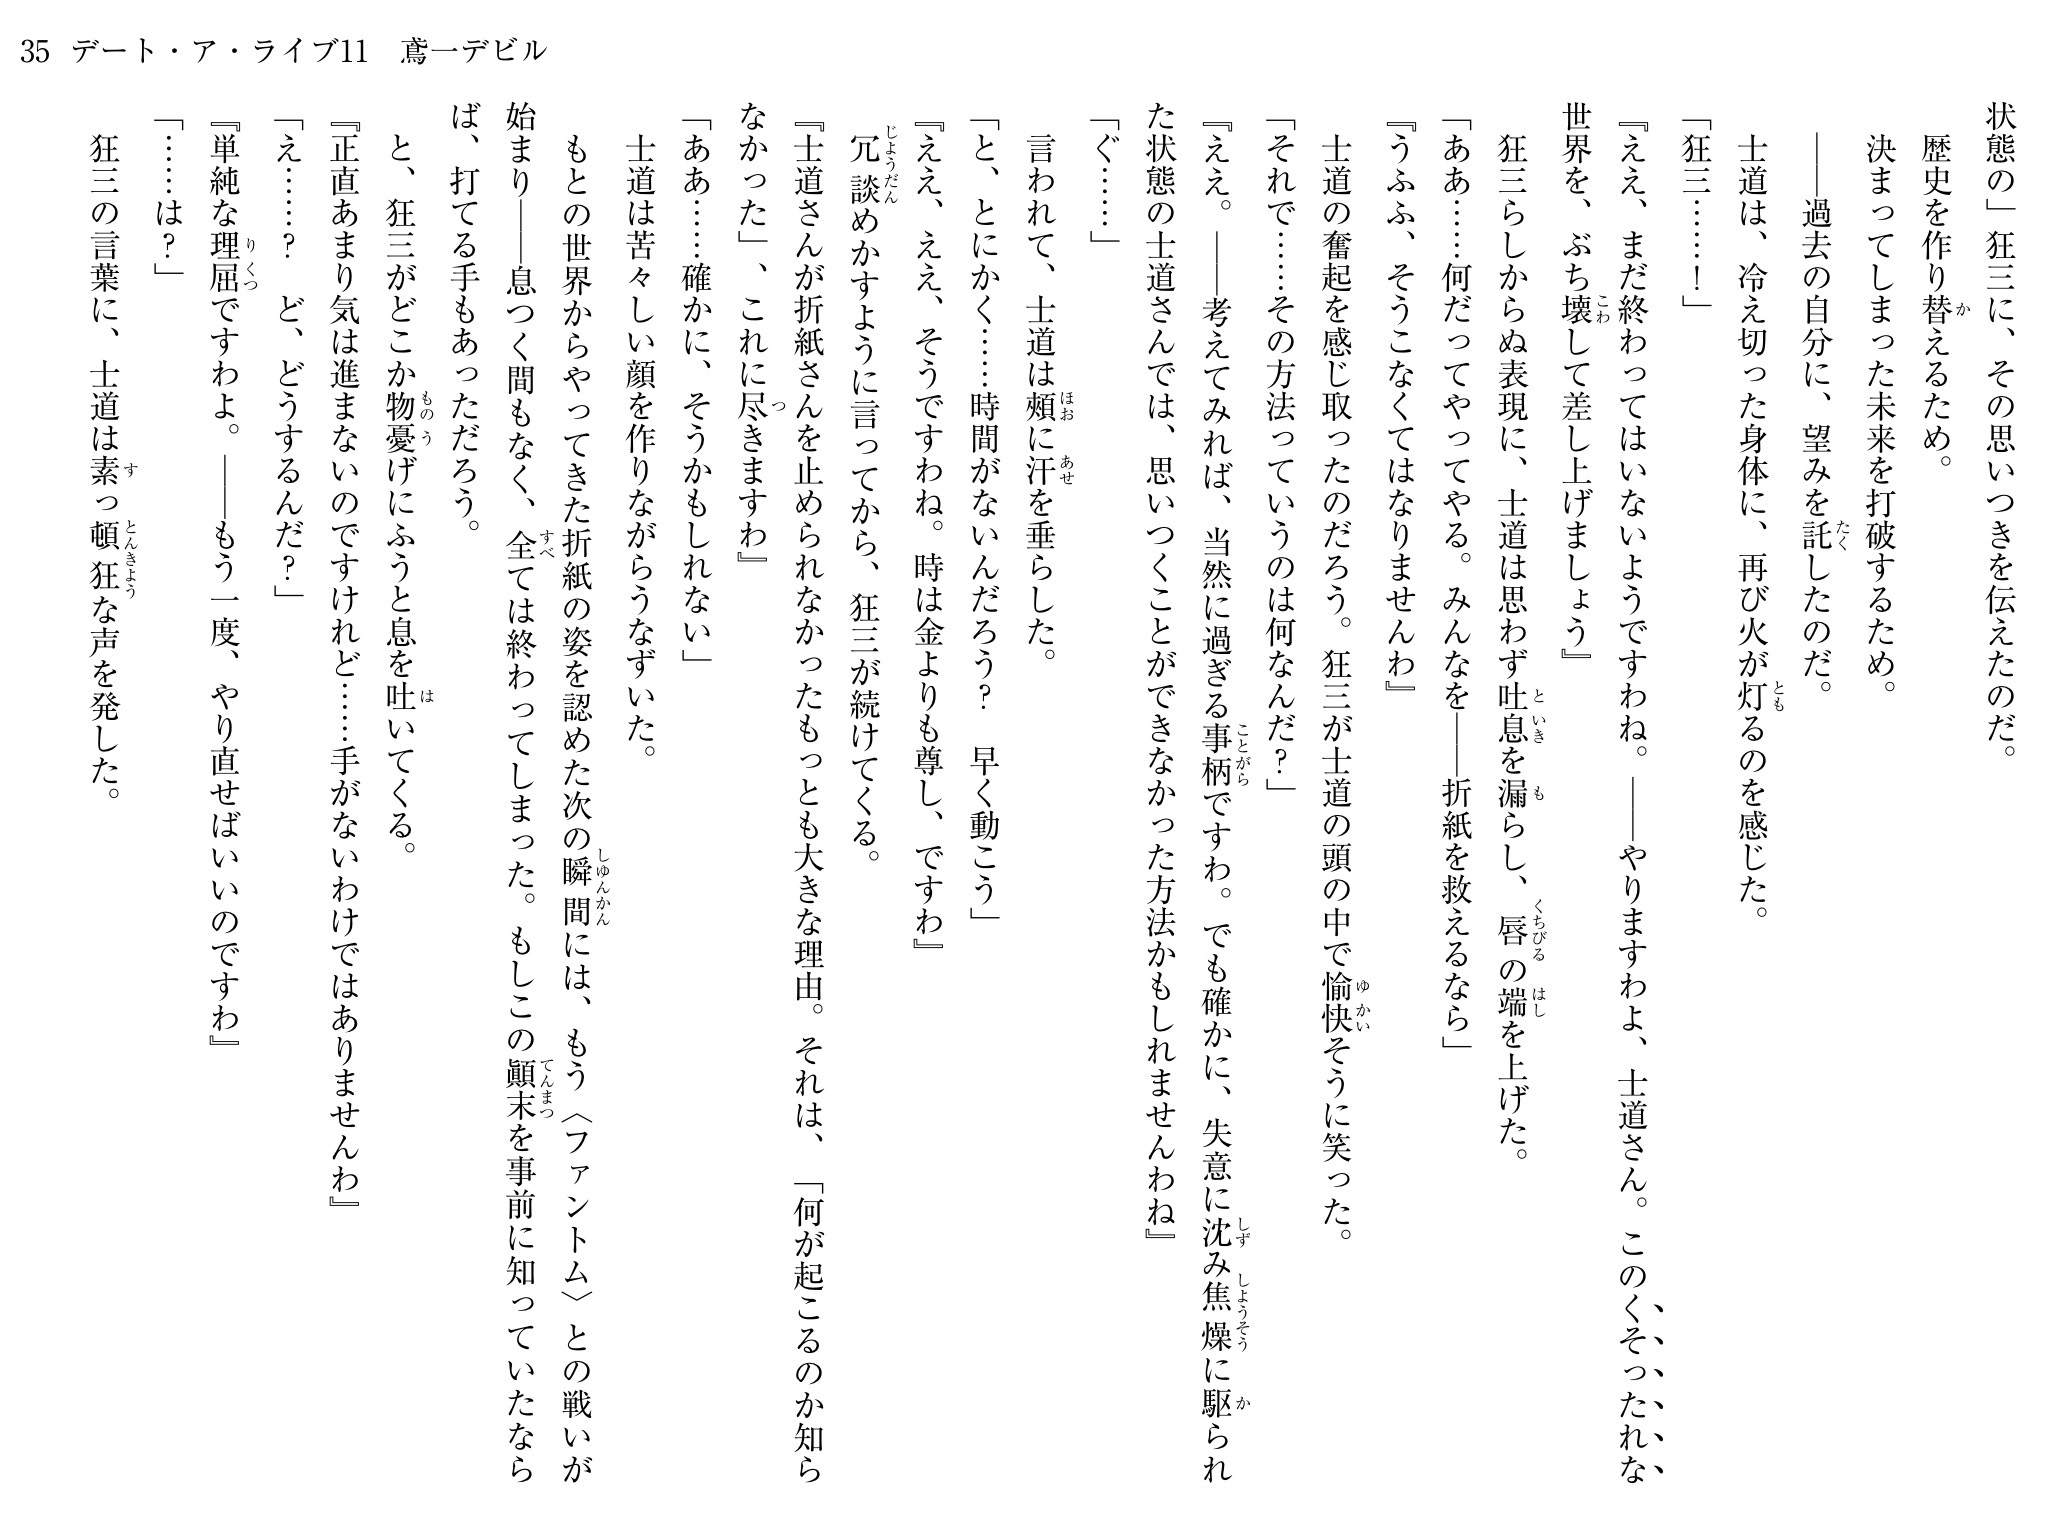 35 デート・ア・ライブ11　鳶一デビル
状態の」狂三に、その思いつきを伝えたのだ。
　歴史を作り替えるため。
　決まってしまった未来を打破するため。
　――過去の自分に、望みを託したのだ。
　士道は、冷え切った身体に、再び火が灯るのを感じた。
「狂三……！」
『ええ、まだ終わってはいないようですわね。――やりますわよ、士道さん。このくそったれな
世界を、ぶち壊して差し上げましょう』
　狂三らしからぬ表現に、士道は思わず吐息を漏らし、唇の端を上げた。
「ああ……何だってやってやる。みんなを――折紙を救えるなら」
『うふふ、そうこなくてはなりませんわ』
　士道の奮起を感じ取ったのだろう。狂三が士道の頭の中で愉快そうに笑った。
「それで……その方法っていうのは何なんだ？」
『ええ。――考えてみれば、当然に過ぎる事柄ですわ。でも確かに、失意に沈み焦燥に駆られ
た状態の士道さんでは、思いつくことができなかった方法かもしれませんわね』
「ぐ……」
　言われて、士道は頰に汗を垂らした。
「と、とにかく……時間がないんだろう？　早く動こう」
『ええ、ええ、そうですわね。時は金よりも尊し、ですわ』
　冗談めかすように言ってから、狂三が続けてくる。
『士道さんが折紙さんを止められなかったもっとも大きな理由。それは、「何が起こるのか知ら
なかった」、これに尽きますわ』
「ああ……確かに、そうかもしれない」
　士道は苦々しい顔を作りながらうなずいた。
　もとの世界からやってきた折紙の姿を認めた次の瞬間には、もう〈ファントム〉との戦いが
始まり――息つく間もなく、全ては終わってしまった。もしこの顚末を事前に知っていたなら
ば、打てる手もあっただろう。
　と、狂三がどこか物憂げにふうと息を吐いてくる。
『正直あまり気は進まないのですけれど……手がないわけではありませんわ』
「え……？　ど、どうするんだ？」
『単純な理屈ですわよ。――もう一度、やり直せばいいのですわ』
「……は？」
　狂三の言葉に、士道は素っ頓狂な声を発した。